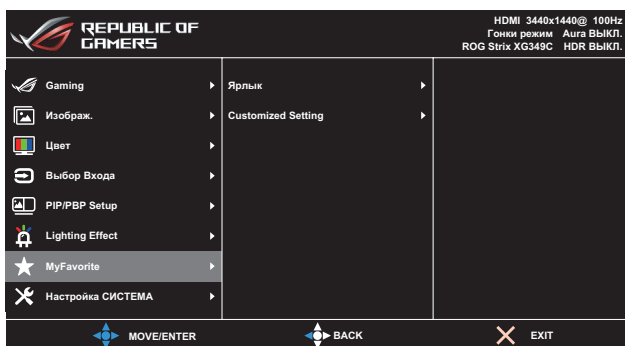 REPUBLIC OF
GAMERS
HDMI 3440x1440@ 100Hz
Гонки режим Aura ВЫКЛ.
ROG Strix XG349C HDR ВЫКЛ.
Gaming
Ярлык
Изображ.
Customized Setting
Цвет
Выбор Входа
PIP/PBP Setup
Lighting Effect
MyFavorite
Настройка СИСТЕМА
MOVE/ENTER
BACK
EXIT